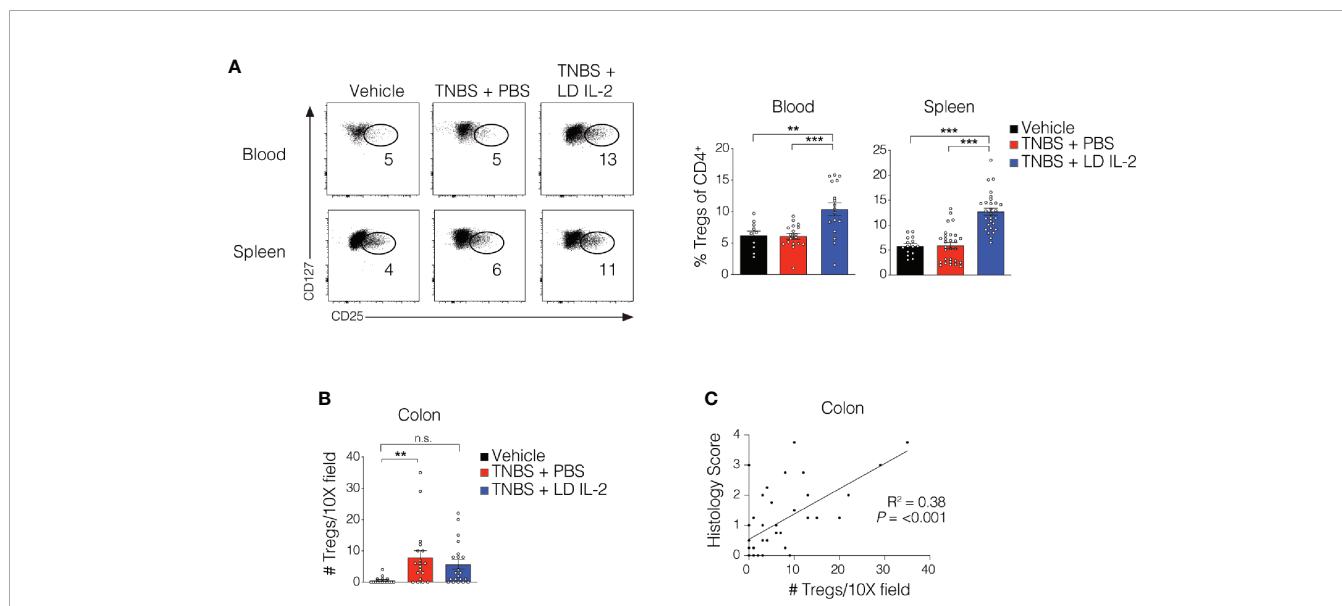 A
Vehicle
TNBS + PBS
TNBS +
LD IL-2
Blood
5
5
13
Spleen
4
6
11
CD127
CD25
Blood
Spleen
% Tregs of CD4⁺
20
15
10
5
0
**
***
25
20
15
10
5
0
***
***
Vehicle
TNBS + PBS
TNBS + LD IL-2
B
Colon
n.s.
**
# Tregs/10X field
40
30
20
10
0
Vehicle
TNBS + PBS
TNBS + LD IL-2
C
Colon
Histology Score
4
3
2
1
0
R² = 0.38
P = <0.001
0 10 20 30 40
# Tregs/10X field